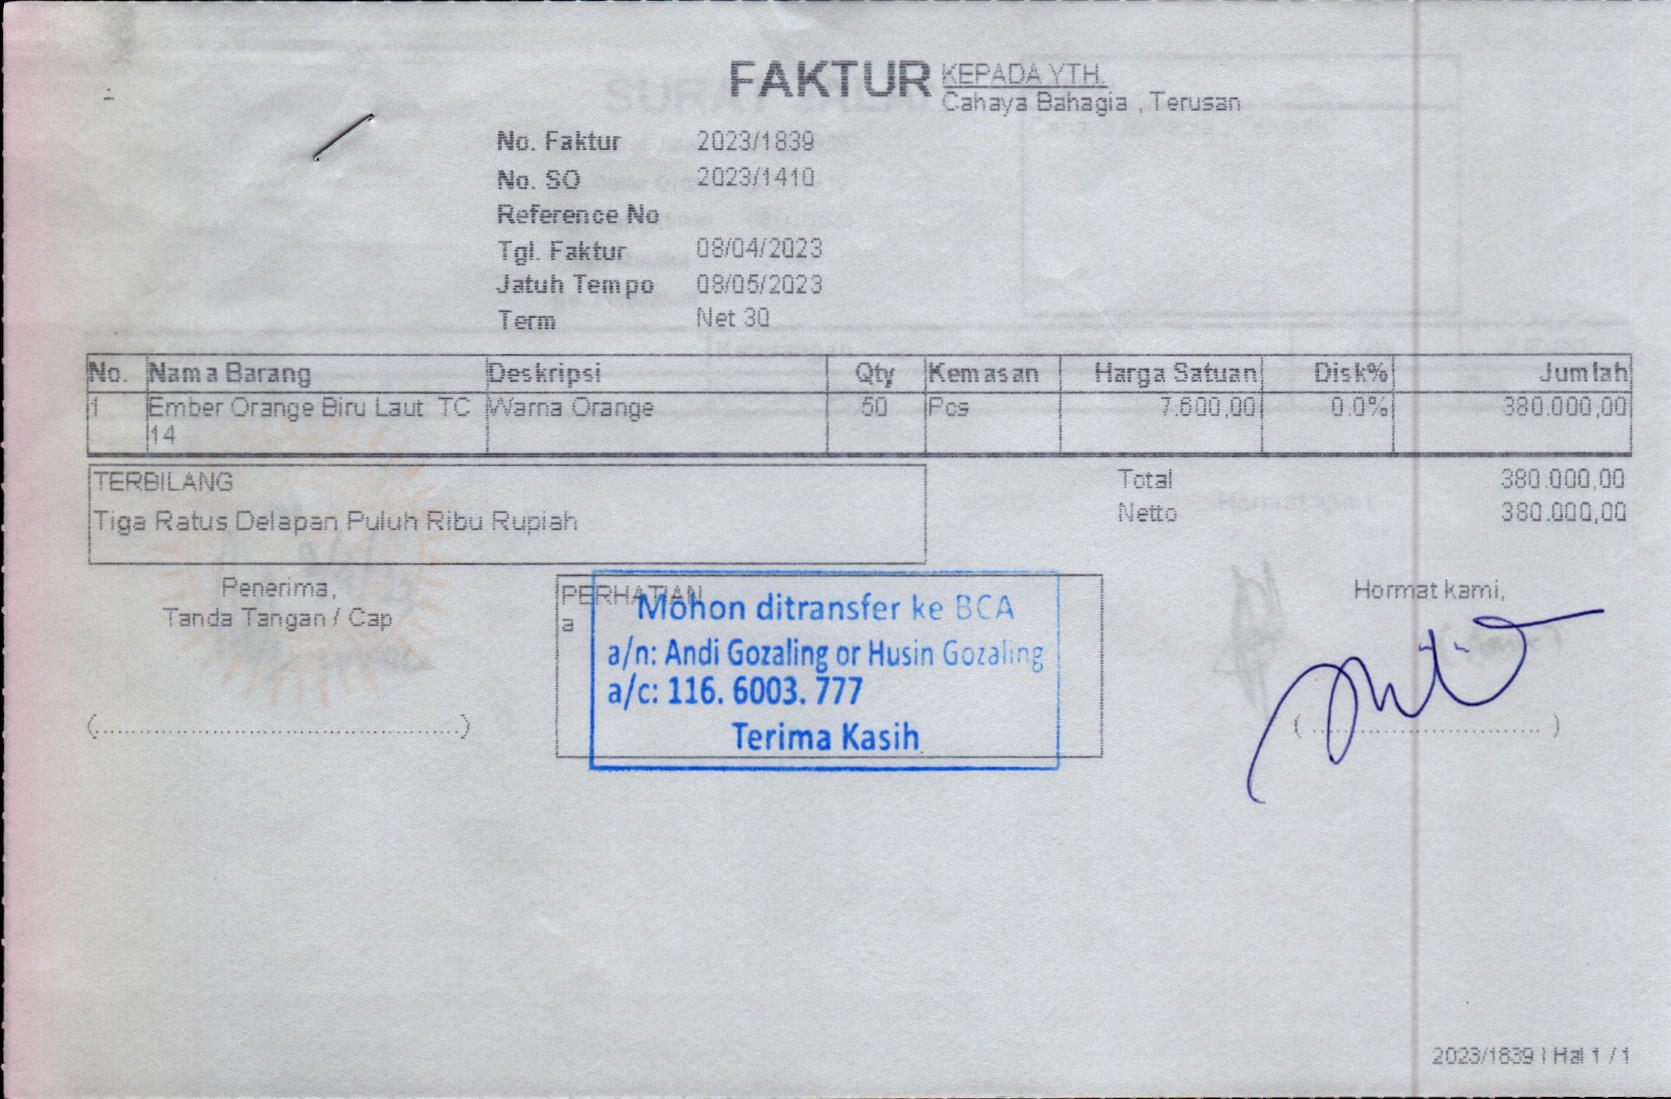 FAKTUR
KEPADA YTH.
Cahaya Bahagia , Terusan
No. Faktur 2023/1839
No. SO 2023/1410
Reference No
Tgl. Faktur 08/04/2023
Jatuh Tempo 08/05/2023
Term Net 30
No. Nama Barang Deskripsi Qty Kemasan Harga Satuan Disk% Jumlah
1 Ember Orange Biru Laut TC Warna Orange 50 Pcs 7.600,00 0.0% 380.000,00
14
TERBILANG
Tiga Ratus Delapan Puluh Ribu Rupiah
Total 380.000,00
Netto 380.000,00
Penerima,
Tanda Tangan / Cap
(..................................................)
PERHATIAN
a
Mohon ditransfer ke BCA
a/n: Andi Gozaling or Husin Gozaling
a/c: 116. 6003. 777
Terima Kasih
Hormat kami,
( ................................ )
2023/1839 | Hal 1 / 1